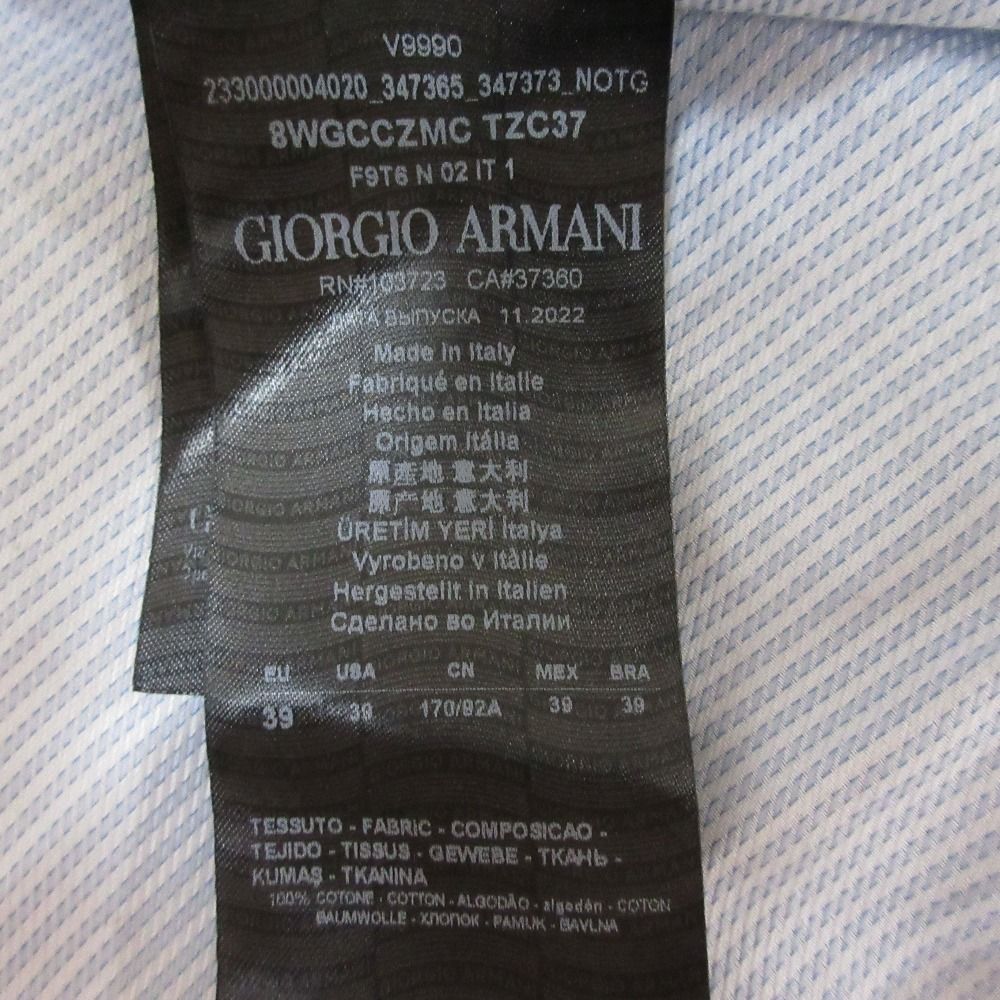 V9990
233000004020_347365_347373_NOTG
8WGCCZMC TZC37
F9T6 N 02 IT 1
GIORGIO ARMANI
RN#103723 CA#37360
ВЫПУСКА 11.2022
Made in Italy
Fabriqué en Italie
Hecho en Italia
Origem Itália
原産地 意大利
原产地 意大利
ÜRETİM YERİ İtalya
Vyrobeno v Itálie
Hergestellt in Italien
Сделано во Италии
EU USA CN MEX BRA
39 39 170/92A 39 39
TESSUTO - FABRIC - COMPOSICAO -
TEJIDO - TISSUS - GEWEBE - ТКАНЬ -
KUMAŞ - TKANINA
100% COTONE - COTTON - ALGODÃO - algodón - COTON
BAUMWOLLE - ХЛОПОК - PAMUK - BAVLNA